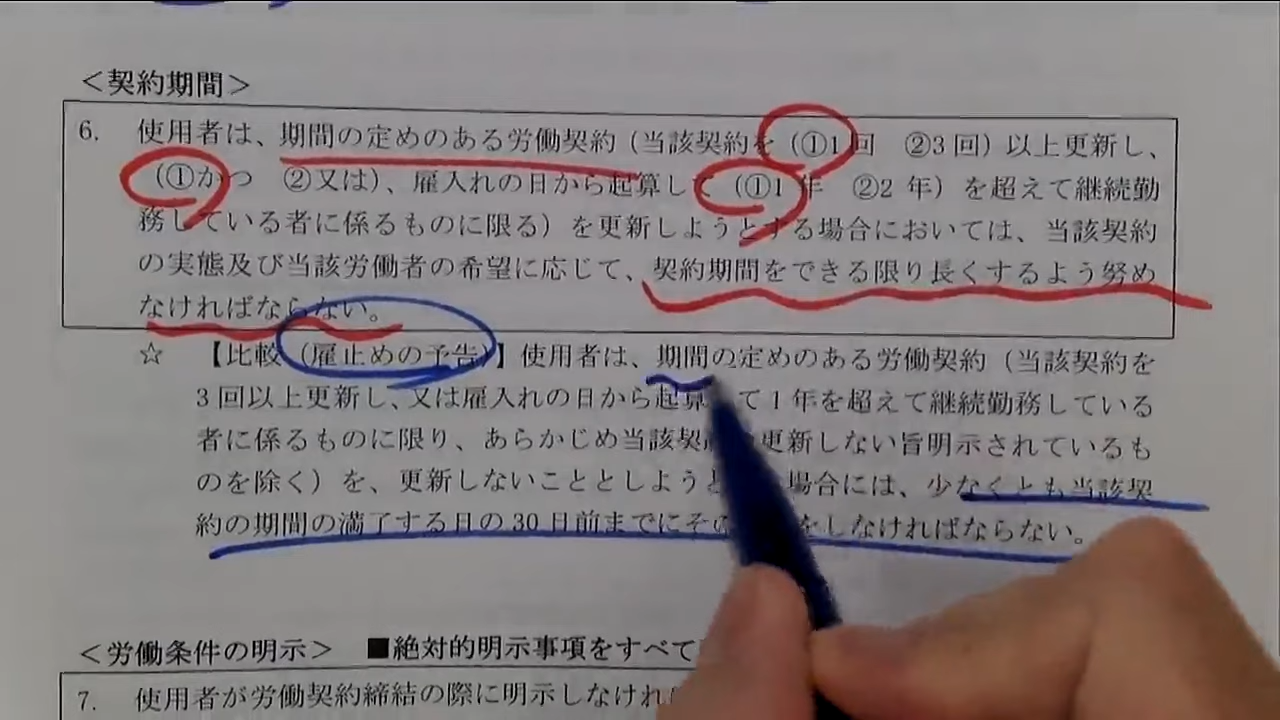 ＜契約期間＞
6. 使用者は、期間の定めのある労働契約（当該契約を（①1回 ②3回）以上更新し、
（①かつ ②又は）、雇入れの日から起算して（①1年 ②2年）を超えて継続勤
務している者に係るものに限る）を更新しようとする場合においては、当該契約
の実態及び当該労働者の希望に応じて、契約期間をできる限り長くするよう努め
なければならない。
☆ 【比較（雇止めの予告）】使用者は、期間の定めのある労働契約（当該契約を
3回以上更新し、又は雇入れの日から起算 て1年を超えて継続勤務している
者に係るものに限り、あらかじめ当該契 更新しない旨明示されているも
のを除く）を、更新しないこととしようと 場合には、少なくとも当該契
約の期間の満了する日の30日前までにその をしなければならない。
＜労働条件の明示＞ ■絶対的明示事項をすべて
7. 使用者が労働契約締結の際に明示しなけれ